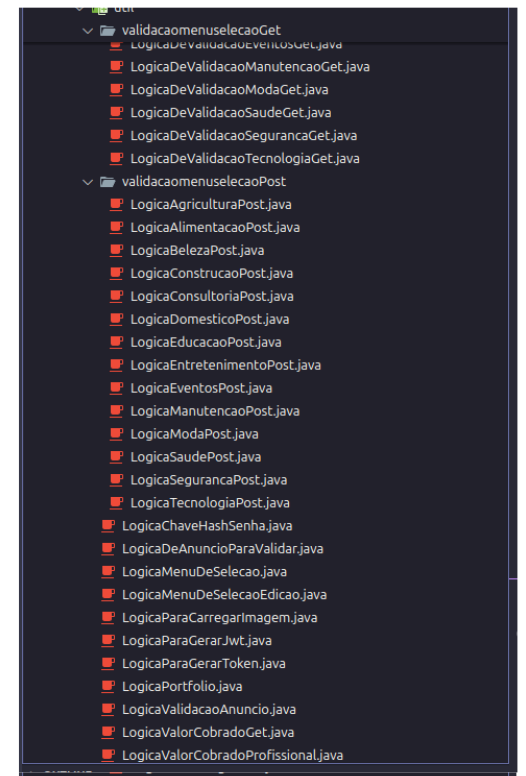 util
validacaomenuselecaoGet
LogicaDeValidacaoEventosGet.java
LogicaDeValidacaoManutencaoGet.java
LogicaDeValidacaoModaGet.java
LogicaDeValidacaoSaudeGet.java
LogicaDeValidacaoSegurancaGet.java
LogicaDeValidacaoTecnologiaGet.java
validacaomenuselecaoPost
LogicaAgriculturaPost.java
LogicaAlimentacaoPost.java
LogicaBelezaPost.java
LogicaConstrucaoPost.java
LogicaConsultoriaPost.java
LogicaDomesticoPost.java
LogicaEducacaoPost.java
LogicaEntretenimentoPost.java
LogicaEventosPost.java
LogicaManutencaoPost.java
LogicaModaPost.java
LogicaSaudePost.java
LogicaSegurancaPost.java
LogicaTecnologiaPost.java
LogicaChaveHashSenha.java
LogicaDeAnuncioParaValidar.java
LogicaMenuDeSelecao.java
LogicaMenuDeSelecaoEdicao.java
LogicaParaCarregarImagem.java
LogicaParaGerarJwt.java
LogicaParaGerarToken.java
LogicaPortfolio.java
LogicaValidacaoAnuncio.java
LogicaValorCobradoGet.java
LogicaValorCobradoProfissional.java